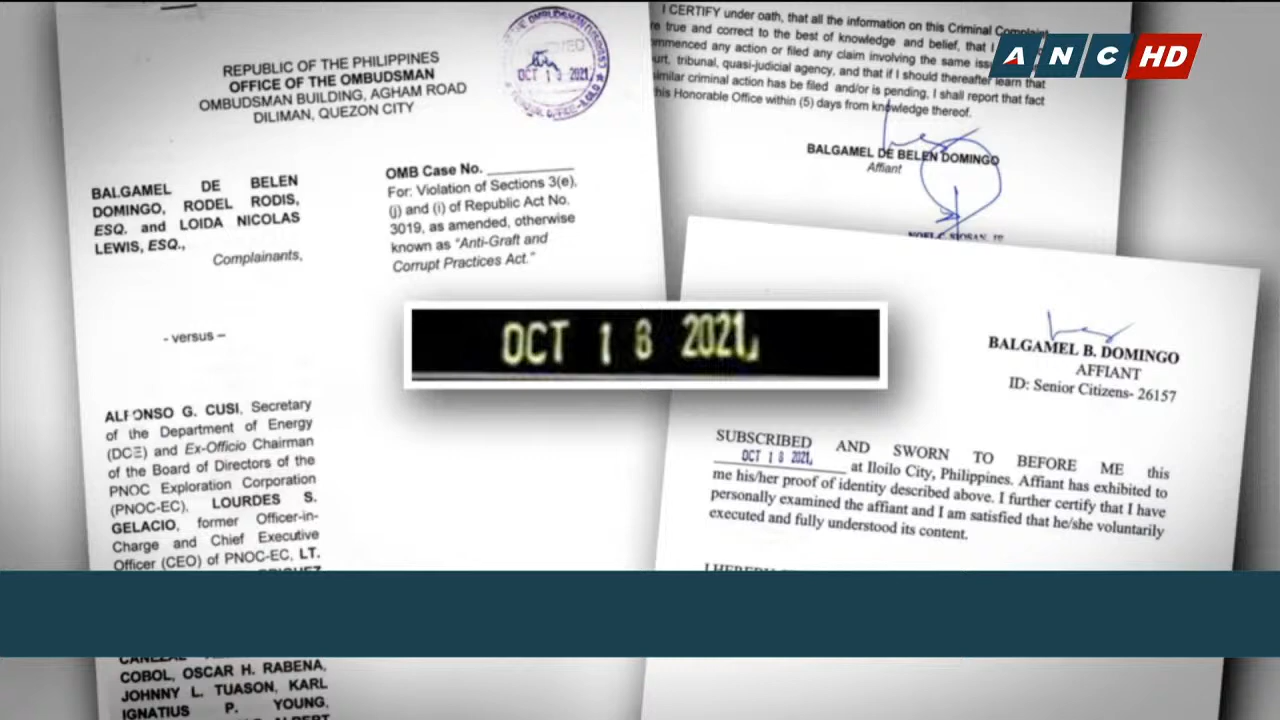 REPUBLIC OF THE PHILIPPINES
OFFICE OF THE OMBUDSMAN
OMBUDSMAN BUILDING, AGHAM ROAD
DILIMAN, QUEZON CITY
BALGAMEL DE BELEN
DOMINGO, RODEL RODIS,
ESQ. and LOIDA NICOLAS
LEWIS, ESQ.,
Complainants,
- versus –
ALFONSO G. CUSI, Secretary
of the Department of Energy
(DOE) and Ex-Officio Chairman
of the Board of Directors of the
PNOC Exploration Corporation
(PNOC-EC), LOURDES S.
GELACIO, former Officer-in-
Charge and Chief Executive
Officer (CEO) of PNOC-EC, LT.
COBOL, OSCAR H. RABENA,
JOHNNY L. TUASON, KARL
IGNATIUS P. YOUNG,
ALBERT
OMB Case No.
For: Violation of Sections 3(e),
(j) and (i) of Republic Act No.
3019, as amended, otherwise
known as “Anti-Graft and
Corrupt Practices Act.”
I CERTIFY under oath, that all the information on this Criminal Complaint
true and correct to the best of knowledge and belief, that I
any action or filed any claim involving the same
tribunal, quasi-judicial agency, and that if I should thereafter learn that
similar criminal action has been filed and/or is pending, I shall report that fact
this Honorable Office within (5) days from knowledge thereof.
BALGAMEL DE BELEN DOMINGO
Affiant
ANC HD
OCT 18 2021
BALGAMEL B. DOMINGO
AFFIANT
ID: Senior Citizens- 26157
SUBSCRIBED AND SWORN TO BEFORE ME this
OCT 18 2021 at Iloilo City, Philippines. Affiant has exhibited to
me his/her proof of identity described above. I further certify that I have
personally examined the affiant and I am satisfied that he/she voluntarily
executed and fully understood its content.